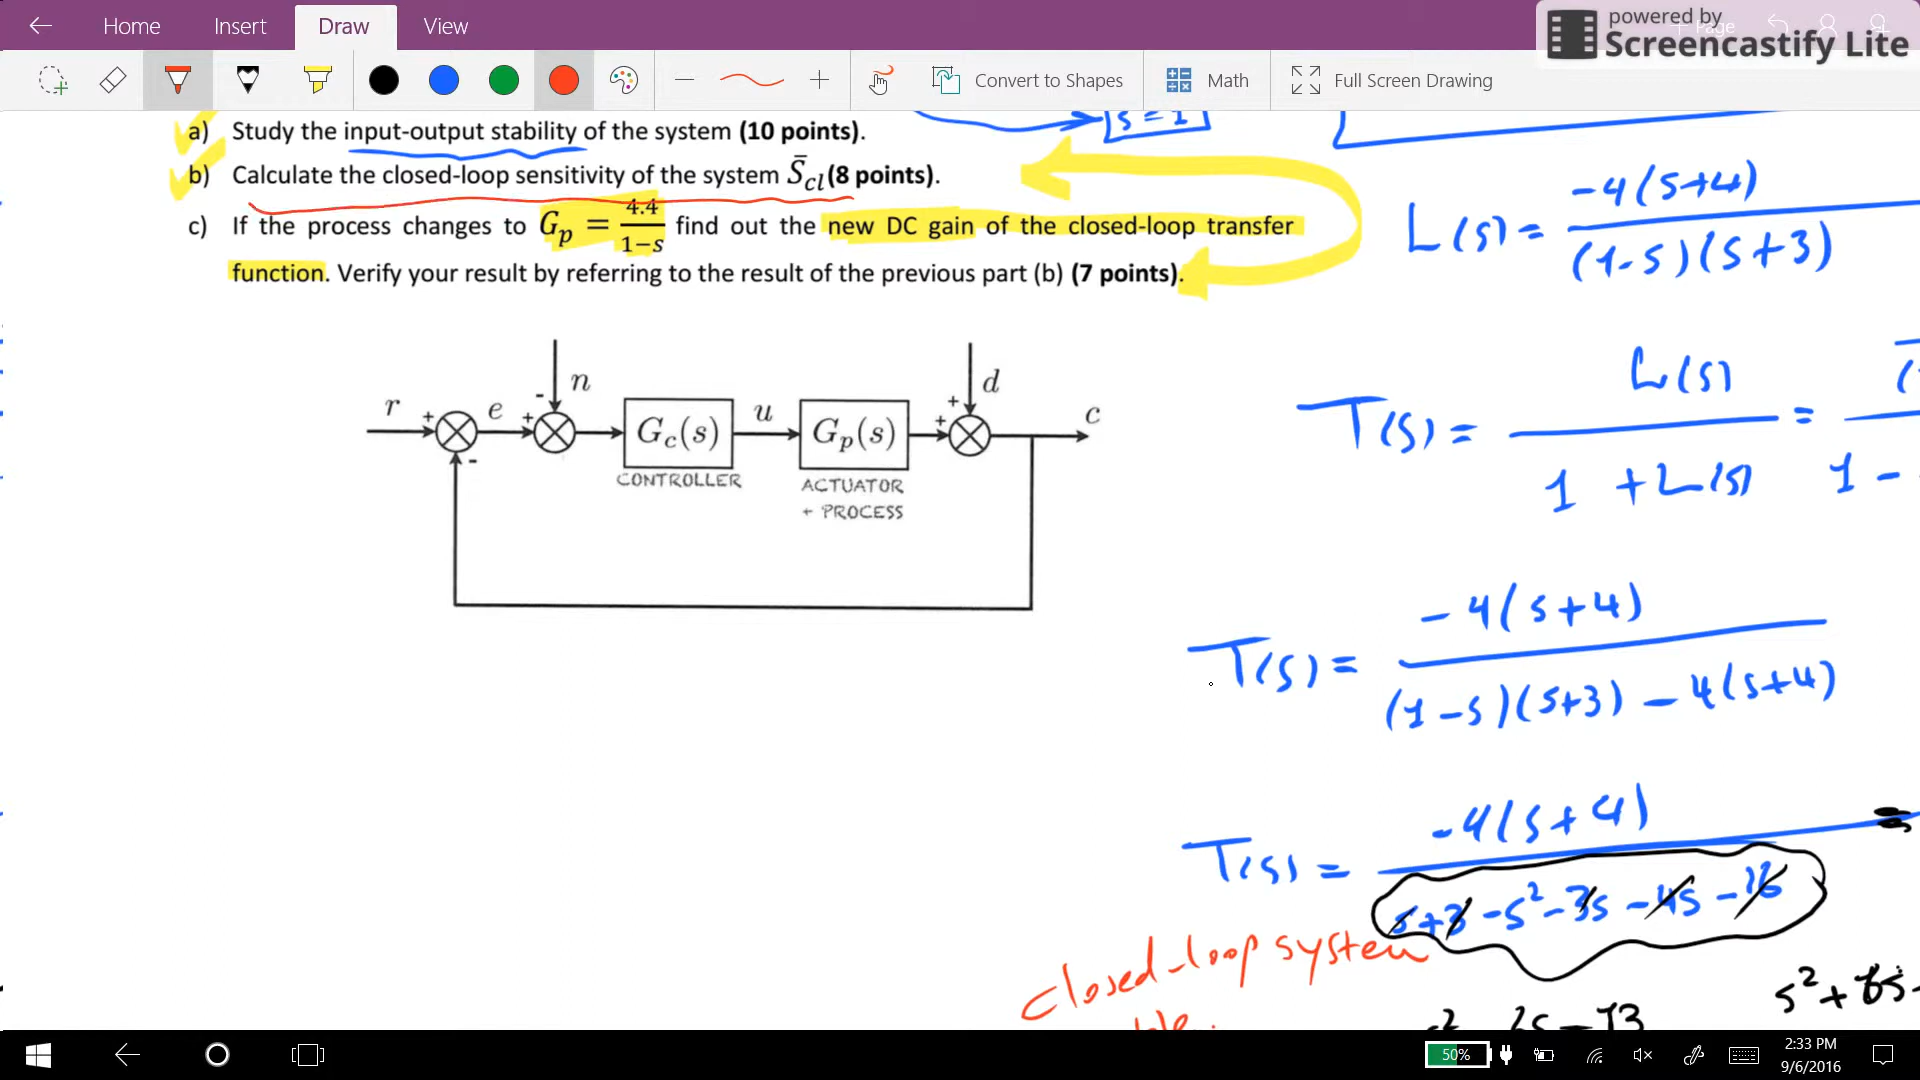 Home Insert Draw View
powered by
Screencastify Lite
Page
Convert to Shapes Math Full Screen Drawing
a) Study the input-output stability of the system (10 points).
s = 1
b) Calculate the closed-loop sensitivity of the system S̄cl (8 points).
c) If the process changes to Gp = 4.4/(1−s) find out the new DC gain of the closed-loop transfer
function. Verify your result by referring to the result of the previous part (b) (7 points).
L(s) = -4(s+4) / (1-s)(s+3)
r + - e - n + Gc(s) u Gp(s) + + d c
CONTROLLER
ACTUATOR
+ PROCESS
T(s) = L(s) / 1 + L(s) =
1 -
T(s) = -4(s+4) / (1-s)(s+3) - 4(s+4)
T(s) = -4(s+4) / s+3 -s² -3s -4s -16 =
closed-loop system
s² + 6s
50%
2:33 PM
9/6/2016